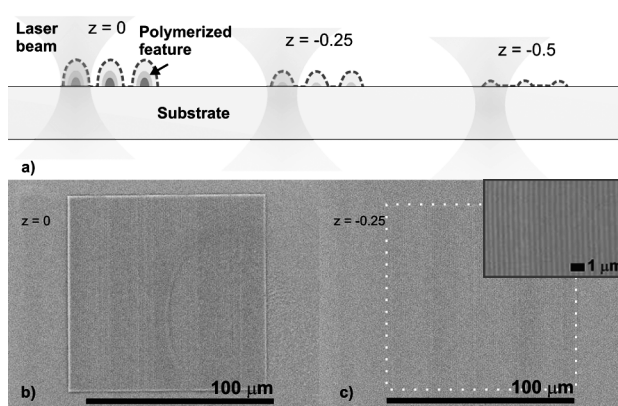 Laser
beam
z = 0
Polymerized
feature
z = -0.25
z = -0.5
Substrate
a)
z = 0
z = -0.25
1 μm
b)
100 μm
c)
100 μm